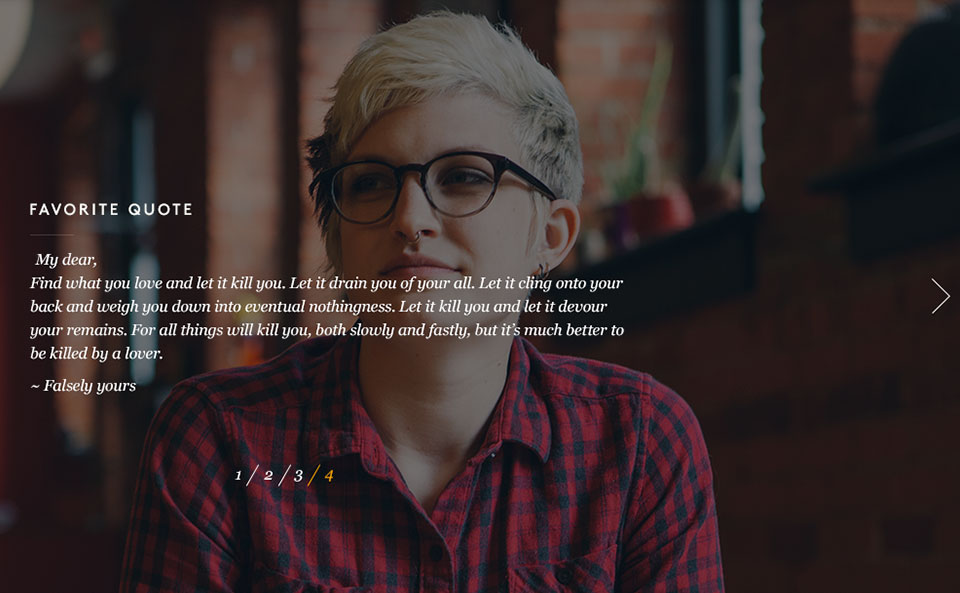 FAVORITE QUOTE
My dear,
Find what you love and let it kill you. Let it drain you of your all. Let it cling onto your
back and weigh you down into eventual nothingness. Let it kill you and let it devour
your remains. For all things will kill you, both slowly and fastly, but it's much better to
be killed by a lover.
~ Falsely yours
1 / 2 / 3 / 4